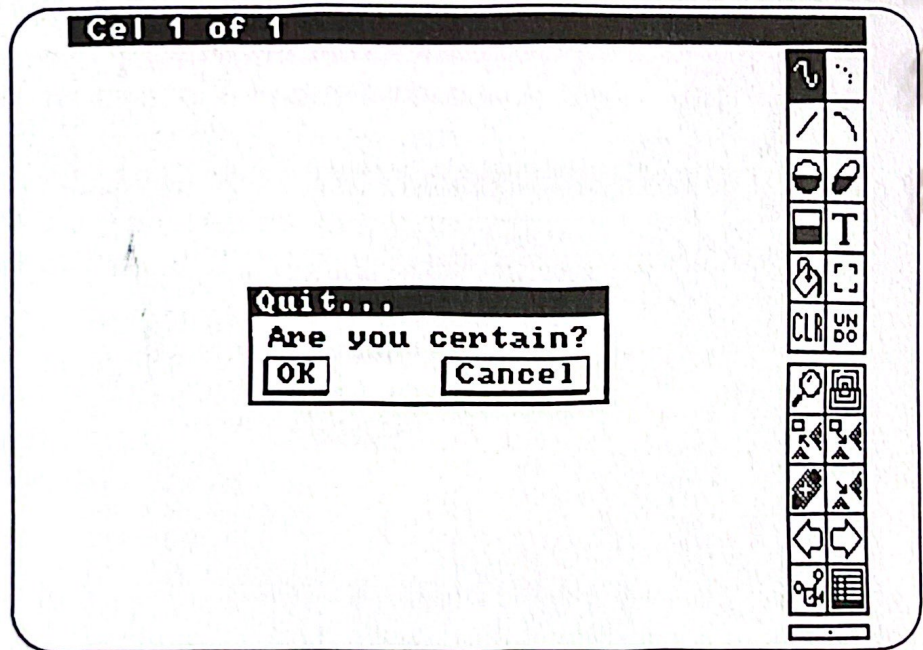 Cel 1 of 1
T
CLR
UN
DO
Quit...
Are you certain?
OK Cancel